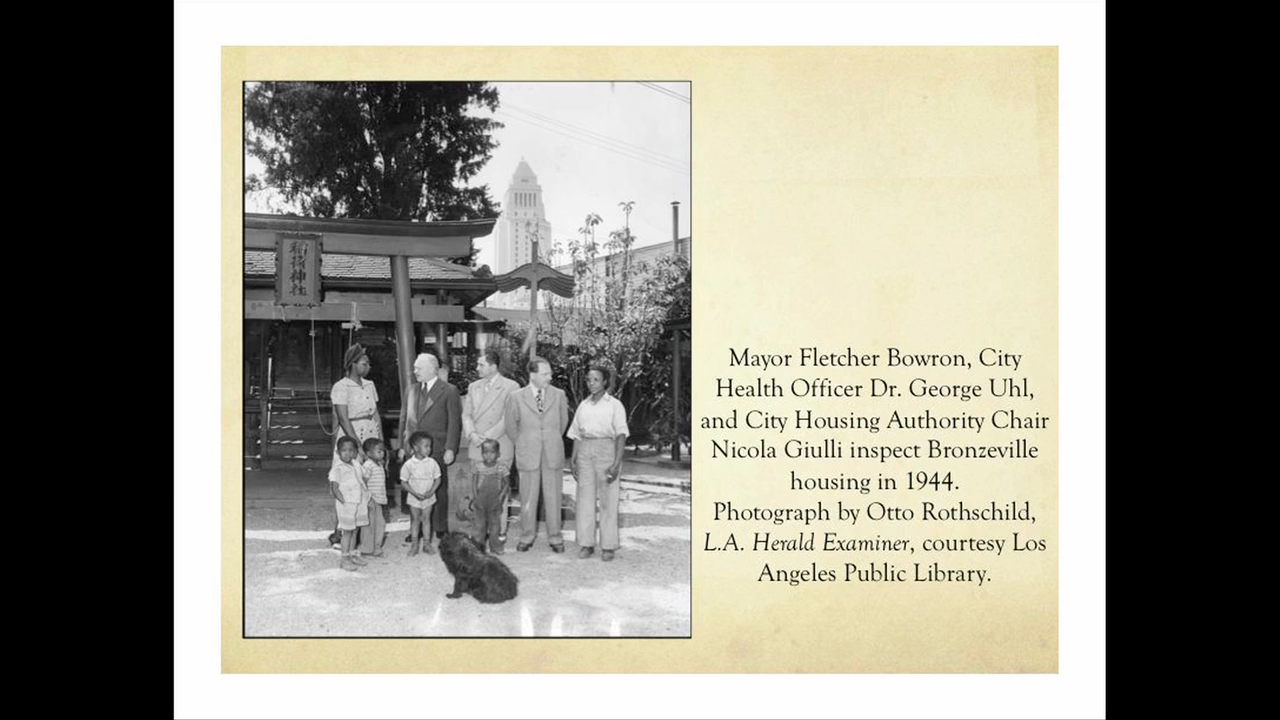 Mayor Fletcher Bowron, City
Health Officer Dr. George Uhl,
and City Housing Authority Chair
Nicola Giulli inspect Bronzeville
housing in 1944.
Photograph by Otto Rothschild,
L.A. Herald Examiner, courtesy Los
Angeles Public Library.